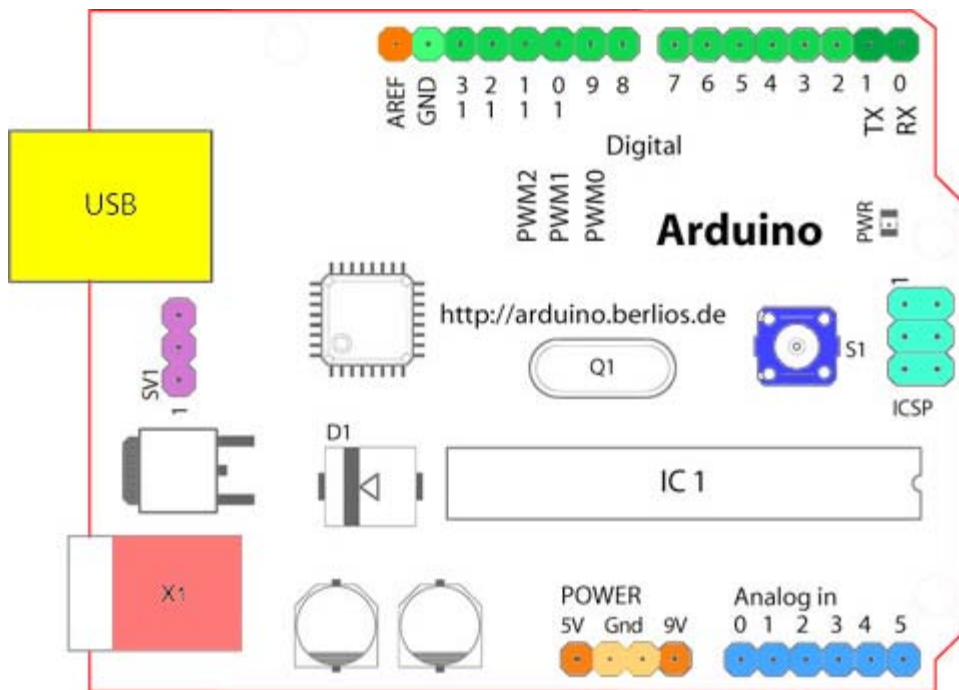 AREF
GND
3
1
2
1
1
1
0
1
9
8
7
6
5
4
3
2
1
0
TX
RX
Digital
PWM2
PWM1
PWM0
Arduino
PWR
USB
http://arduino.berlios.de
1
Q1
S1
ICSP
SV1
1
D1
IC 1
X1
POWER
5V Gnd 9V
Analog in
0 1 2 3 4 5